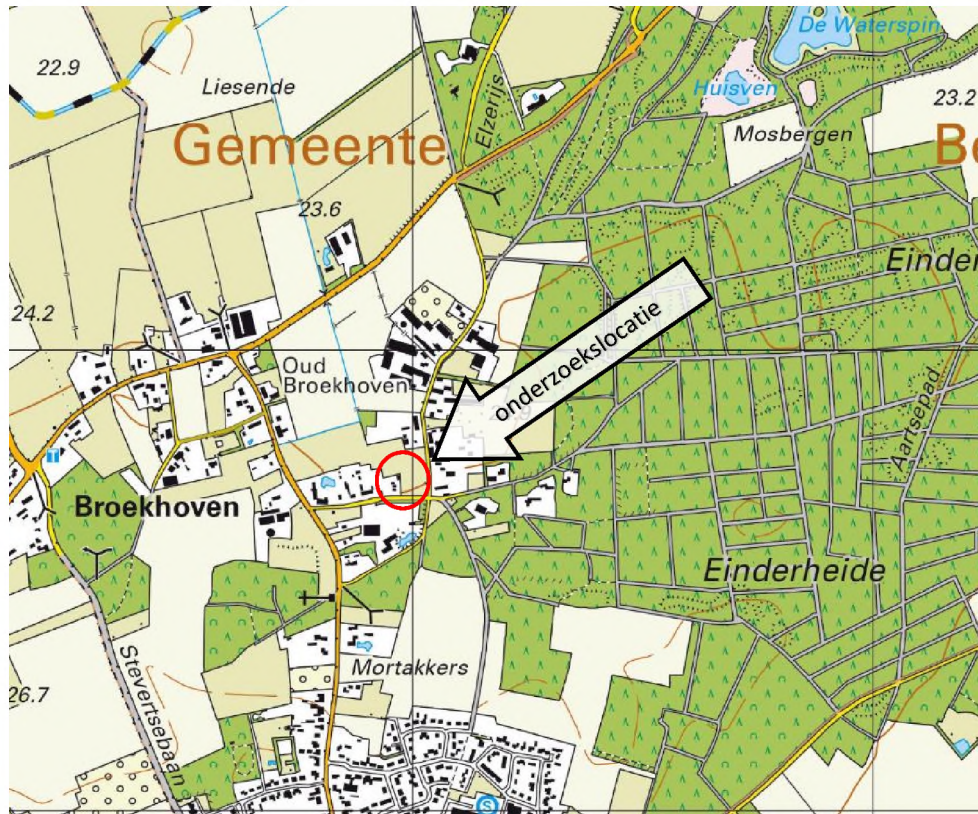 De Waterspin
22.9
Liesende
Huisven
23.2
Elzerijs
Mosbergen
Gemeente
Be
23.6
Einder
24.2
onderzoekslocatie
Oud
Broekhoven
Aartsepad
T
Broekhoven
Einderheide
Stevertsebaan
Mortakkers
26.7
S